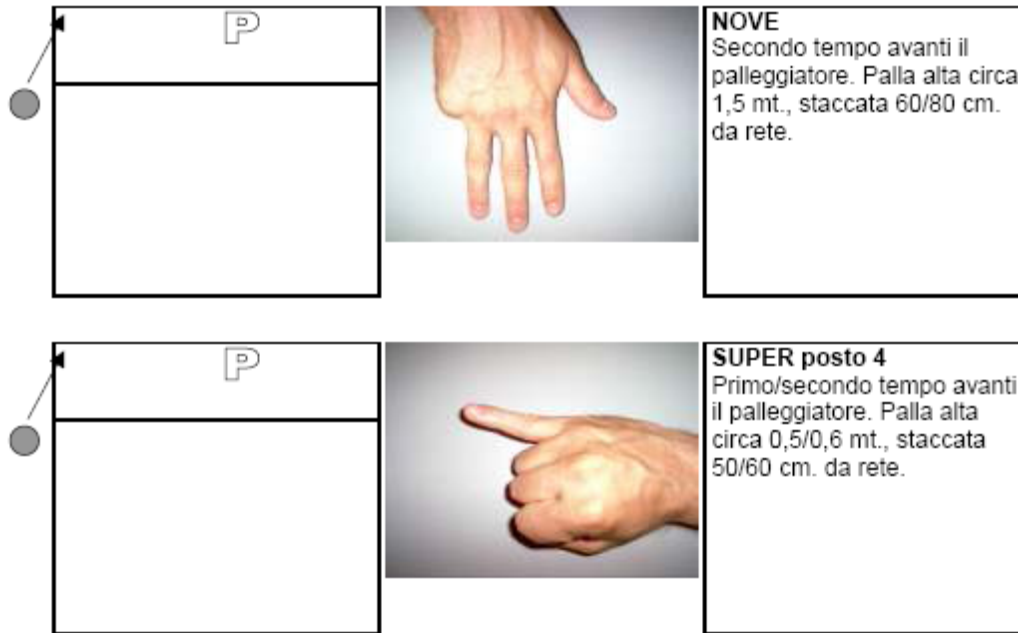 P
NOVE
Secondo tempo avanti il
palleggiatore. Palla alta circa
1,5 mt., staccata 60/80 cm.
da rete.
P
SUPER posto 4
Primo/secondo tempo avanti
il palleggiatore. Palla alta
circa 0,5/0,6 mt., staccata
50/60 cm. da rete.